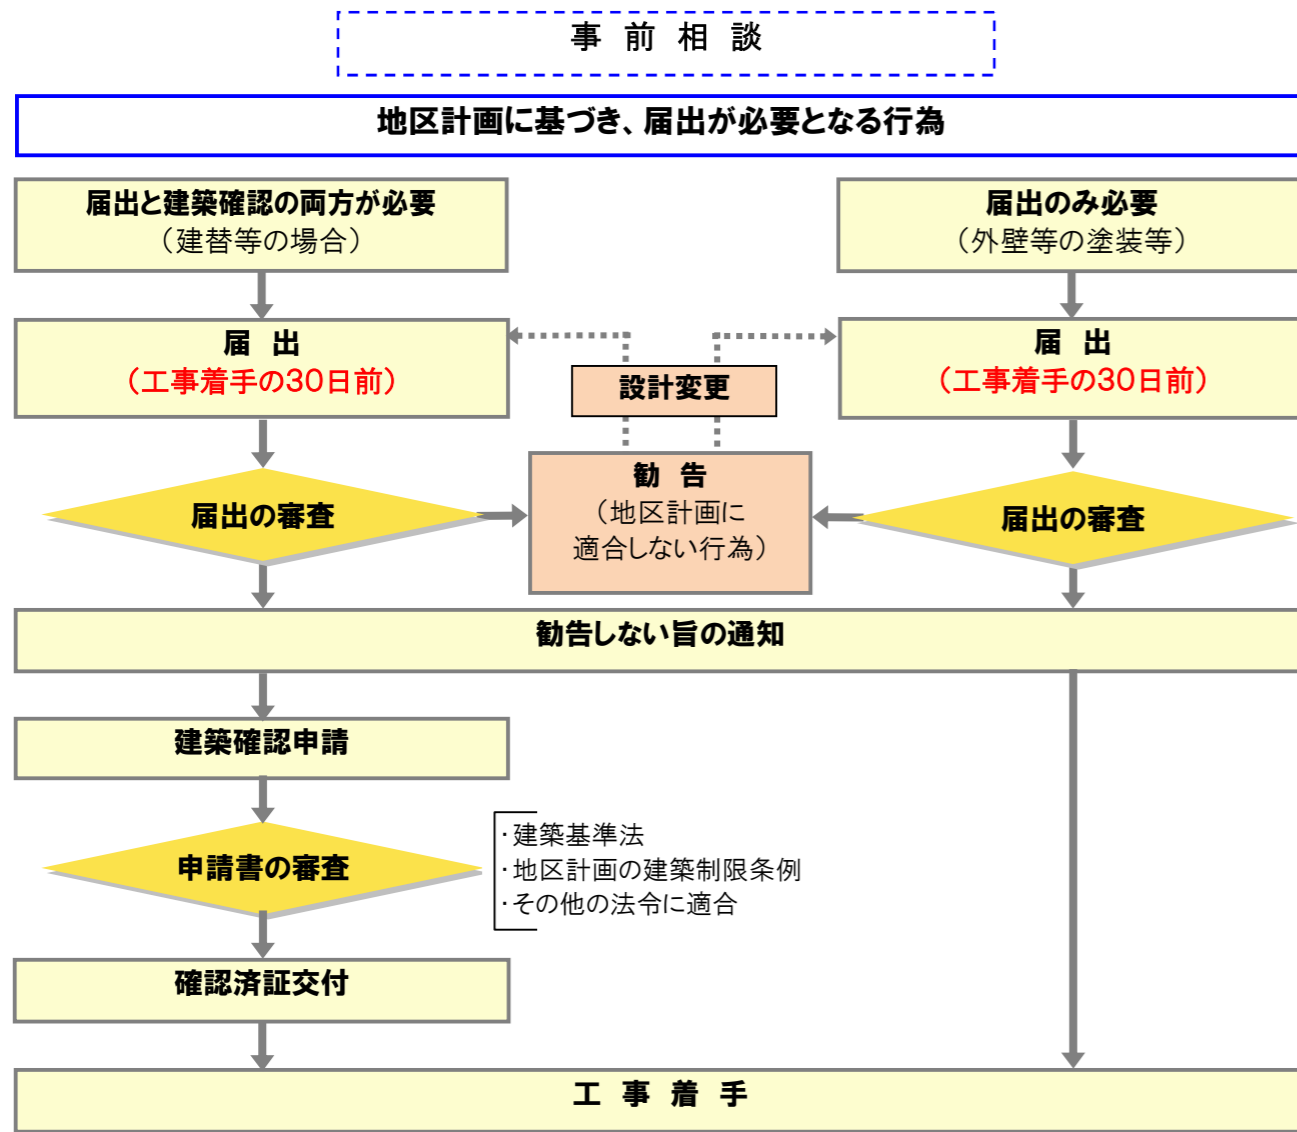 事 前 相 談
地区計画に基づき、届出が必要となる行為
届出と建築確認の両方が必要
（建替等の場合）
届出のみ必要
（外壁等の塗装等）
届 出
（工事着手の30日前）
届 出
（工事着手の30日前）
設計変更
勧 告
（地区計画に
適合しない行為）
届出の審査
届出の審査
勧告しない旨の通知
建築確認申請
申請書の審査
・建築基準法
・地区計画の建築制限条例
・その他の法令に適合
確認済証交付
工 事 着 手